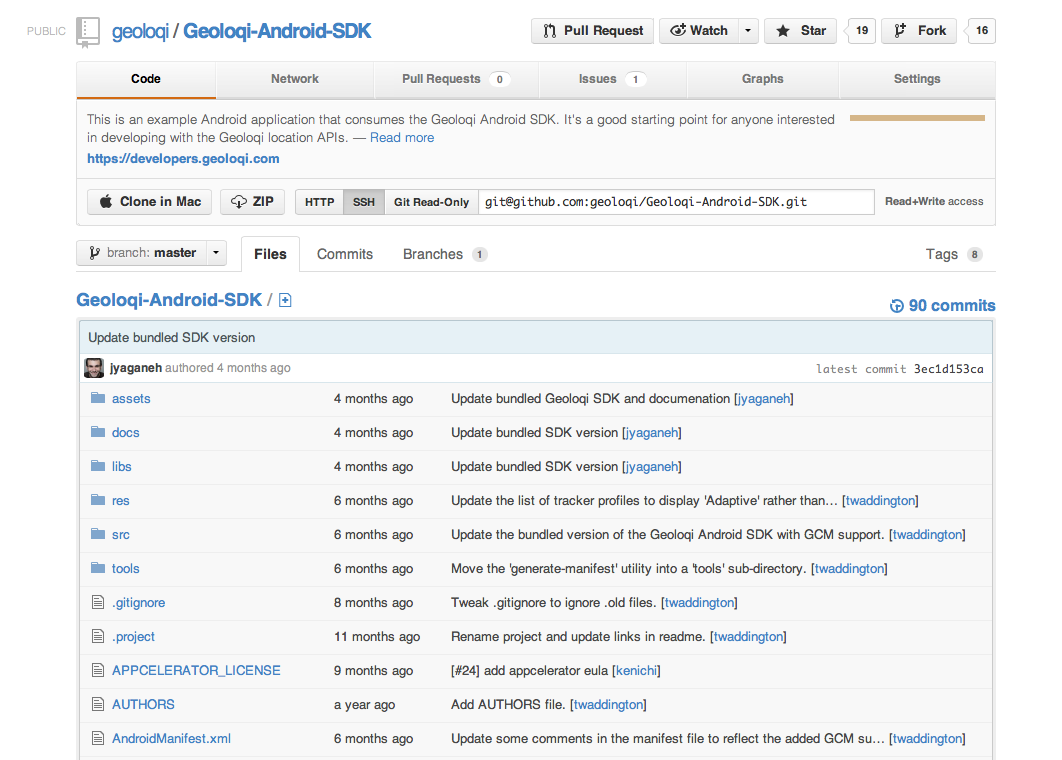 PUBLIC geoloqi / Geoloqi-Android-SDK Pull Request Watch Star 19 Fork 16
Code Network Pull Requests 0 Issues 1 Graphs Settings
This is an example Android application that consumes the Geoloqi Android SDK. It's a good starting point for anyone interested
in developing with the Geoloqi location APIs. — Read more
https://developers.geoloqi.com
Clone in Mac ZIP HTTP SSH Git Read-Only git@github.com:geoloqi/Geoloqi-Android-SDK.git Read+Write access
branch: master Files Commits Branches 1 Tags 8
Geoloqi-Android-SDK / 90 commits
Update bundled SDK version
jyaganeh authored 4 months ago latest commit 3ec1d153ca
assets 4 months ago Update bundled Geoloqi SDK and documenation [jyaganeh]
docs 4 months ago Update bundled SDK version [jyaganeh]
libs 4 months ago Update bundled SDK version [jyaganeh]
res 6 months ago Update the list of tracker profiles to display 'Adaptive' rather than… [twaddington]
src 6 months ago Update the bundled version of the Geoloqi Android SDK with GCM support. [twaddington]
tools 6 months ago Move the 'generate-manifest' utility into a 'tools' sub-directory. [twaddington]
.gitignore 8 months ago Tweak .gitignore to ignore .old files. [twaddington]
.project 11 months ago Rename project and update links in readme. [twaddington]
APPCELERATOR_LICENSE 9 months ago [#24] add appcelerator eula [kenichi]
AUTHORS a year ago Add AUTHORS file. [twaddington]
AndroidManifest.xml 6 months ago Update some comments in the manifest file to reflect the added GCM su… [twaddington]